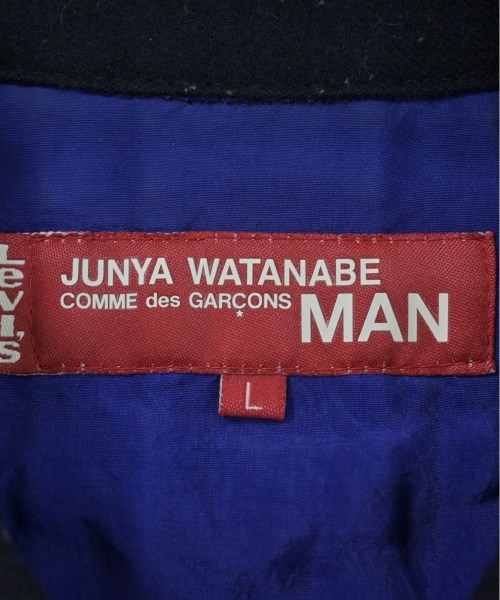 Levi's
JUNYA WATANABE
COMME des GARÇONS
*
MAN
L